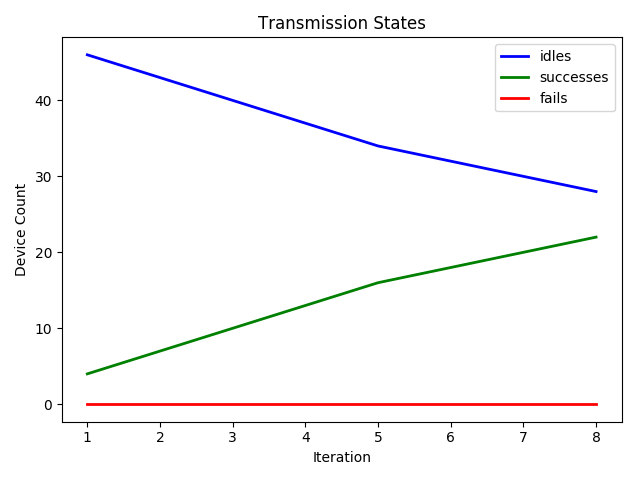 Transmission States
idles
successes
fails
Device Count
40
30
20
10
0
1 2 3 4 5 6 7 8
Iteration